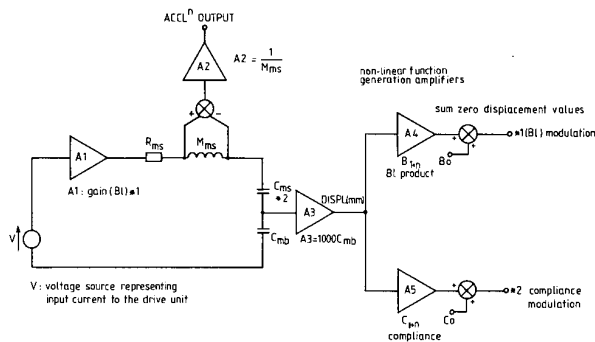 ACCLⁿ OUTPUT
A2
A2 = 1/Mms
+
-
non-linear function
generation amplifiers
sum zero displacement values
A1
Rms
Mms
A4
+
+
*1(Bl) modulation
A1: gain(Bl)*1
B1→n
Bl product
Bo
Cms
*2
DISPL(mm)
A3
V
Cmb
A3=1000Cmb
V: voltage source representing
input current to the drive unit
A5
+
+
*2 compliance
modulation
C1→n
compliance
Co